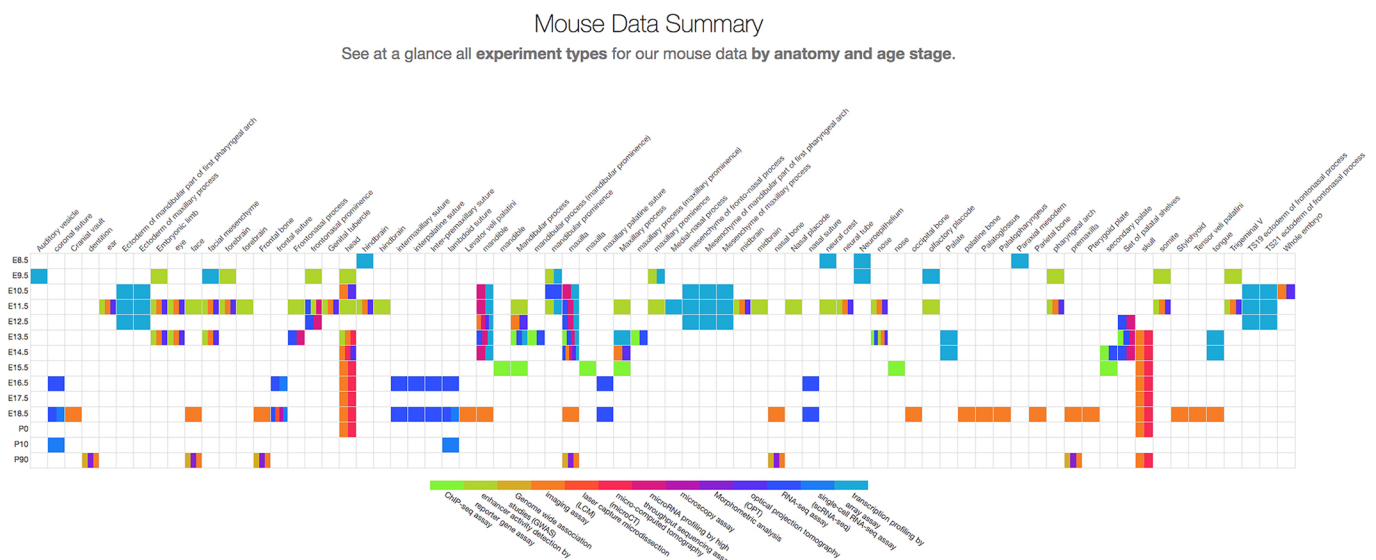 Mouse Data Summary
See at a glance all experiment types for our mouse data by anatomy and age stage.
Auditory vesicle
coronal suture
Cranial vault
dentition
ear
Ectoderm of mandibular part of first pharyngeal arch
Ectoderm of maxillary process
Embryonic limb
eye
face
facial mesenchyme
forebrain
forebrain
Frontal bone
frontal suture
Frontonasal process
frontonasal prominence
Genital tubercle
head
hindbrain
hindbrain
intermaxillary suture
interpalatine suture
Inter-premaxillary suture
lambdoid suture
Levator veli palatini
mandible
mandible
Mandibular process
mandibular process (mandibular prominence)
mandibular prominence
maxilla
maxilla
maxillary palatine suture
Maxillary process
maxillary process (maxillary prominence)
maxillary prominence
Medial-nasal process
mesenchyme of fronto-nasal process
Mesenchyme of mandibular part of first pharyngeal arch
Mesenchyme of maxillary process
midbrain
midbrain
nasal bone
Nasal placode
nasal suture
neural crest
neural tube
Neuroepithelium
nose
nose
occipital bone
olfactory placode
Palate
palatine bone
Palatoglossus
Palatopharyngeus
Paraxial mesoderm
Parietal bone
pharyngeal arch
premaxilla
Pterygoid plate
secondary palate
Set of palatal shelves
skull
somite
Stylohyoid
Tensor veli palatini
tongue
Trigeminal V
TS19 ectoderm of frontonasal process
TS21 ectoderm of frontonasal process
Whole embryo
E8.5
E9.5
E10.5
E11.5
E12.5
E13.5
E14.5
E15.5
E16.5
E17.5
E18.5
P0
P10
P90
ChIP-seq assay
enhancer activity detection by
reporter gene assay
Genome wide association
studies (GWAS)
imaging assay
laser capture microdissection
(LCM)
micro-computed tomography
(microCT)
microRNA profiling by high
throughput sequencing assa
microscopy assay
Morphometric analysis
optical projection tomography
(OPT)
RNA-seq assay
single-cell RNA-seq assay
(scRNA-seq)
transcription profiling by
array assay